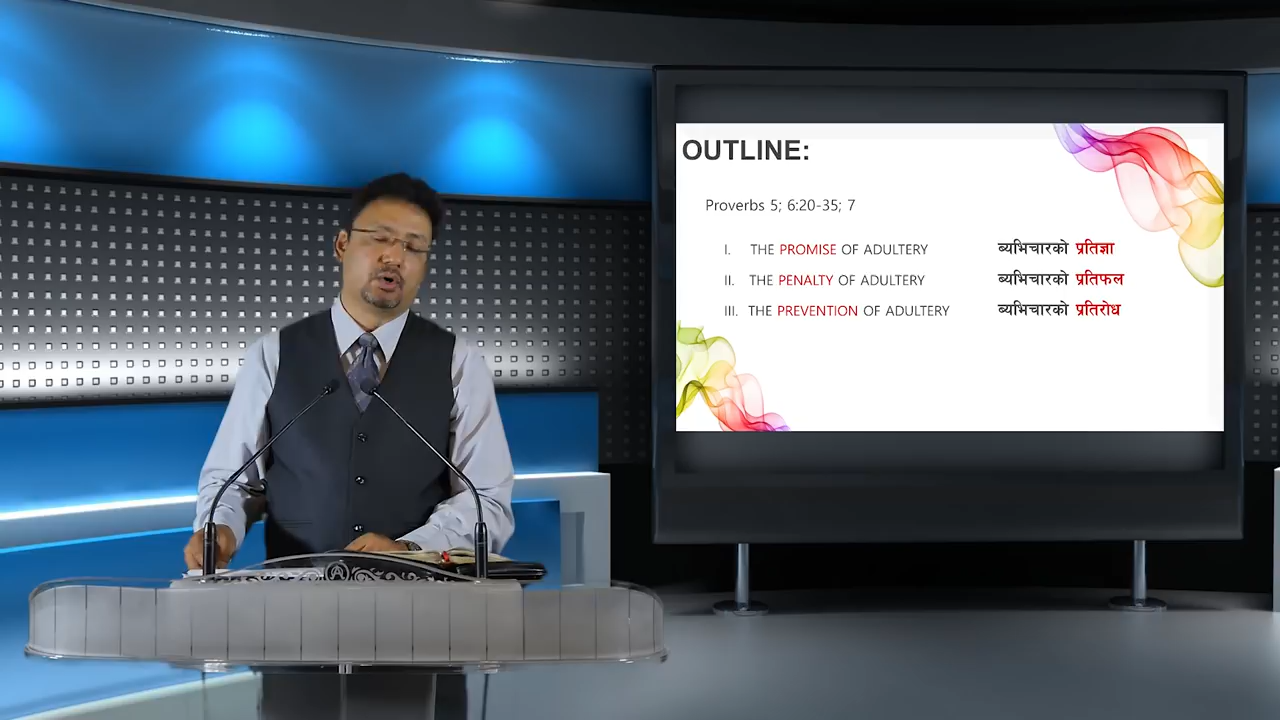 OUTLINE:
Proverbs 5; 6:20-35; 7
I. THE PROMISE OF ADULTERY ब्यभिचारको प्रतिज्ञा
II. THE PENALTY OF ADULTERY ब्यभिचारको प्रतिफल
III. THE PREVENTION OF ADULTERY ब्यभिचारको प्रतिरोध